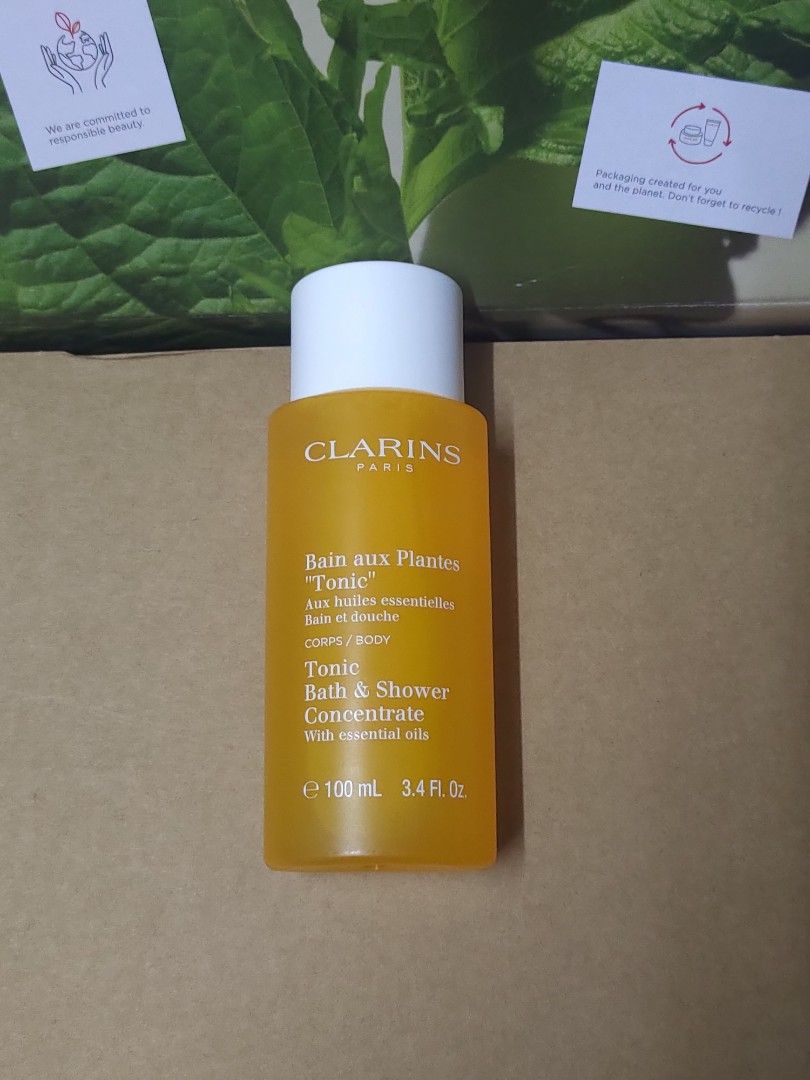 We are committed to
responsible beauty.
Packaging created for you
and the planet. Don't forget to recycle !
CLARINS
PARIS
Bain aux Plantes
"Tonic"
Aux huiles essentielles
Bain et douche
CORPS / BODY
Tonic
Bath & Shower
Concentrate
With essential oils
℮ 100 mL 3.4 Fl. Oz.